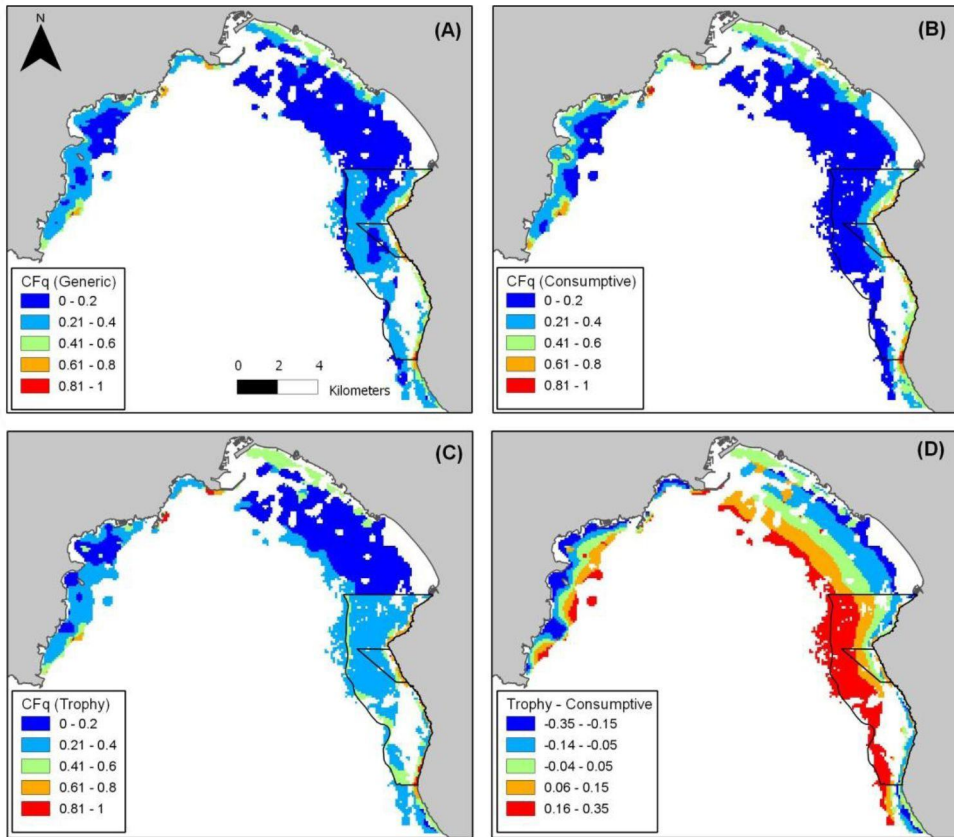 N
(A)
CFq (Generic)
0 - 0.2
0.21 - 0.4
0.41 - 0.6
0.61 - 0.8
0.81 - 1
0 2 4
Kilometers
(B)
CFq (Consumptive)
0 - 0.2
0.21 - 0.4
0.41 - 0.6
0.61 - 0.8
0.81 - 1
(C)
CFq (Trophy)
0 - 0.2
0.21 - 0.4
0.41 - 0.6
0.61 - 0.8
0.81 - 1
(D)
Trophy - Consumptive
-0.35 - -0.15
-0.14 - -0.05
-0.04 - 0.05
0.06 - 0.15
0.16 - 0.35